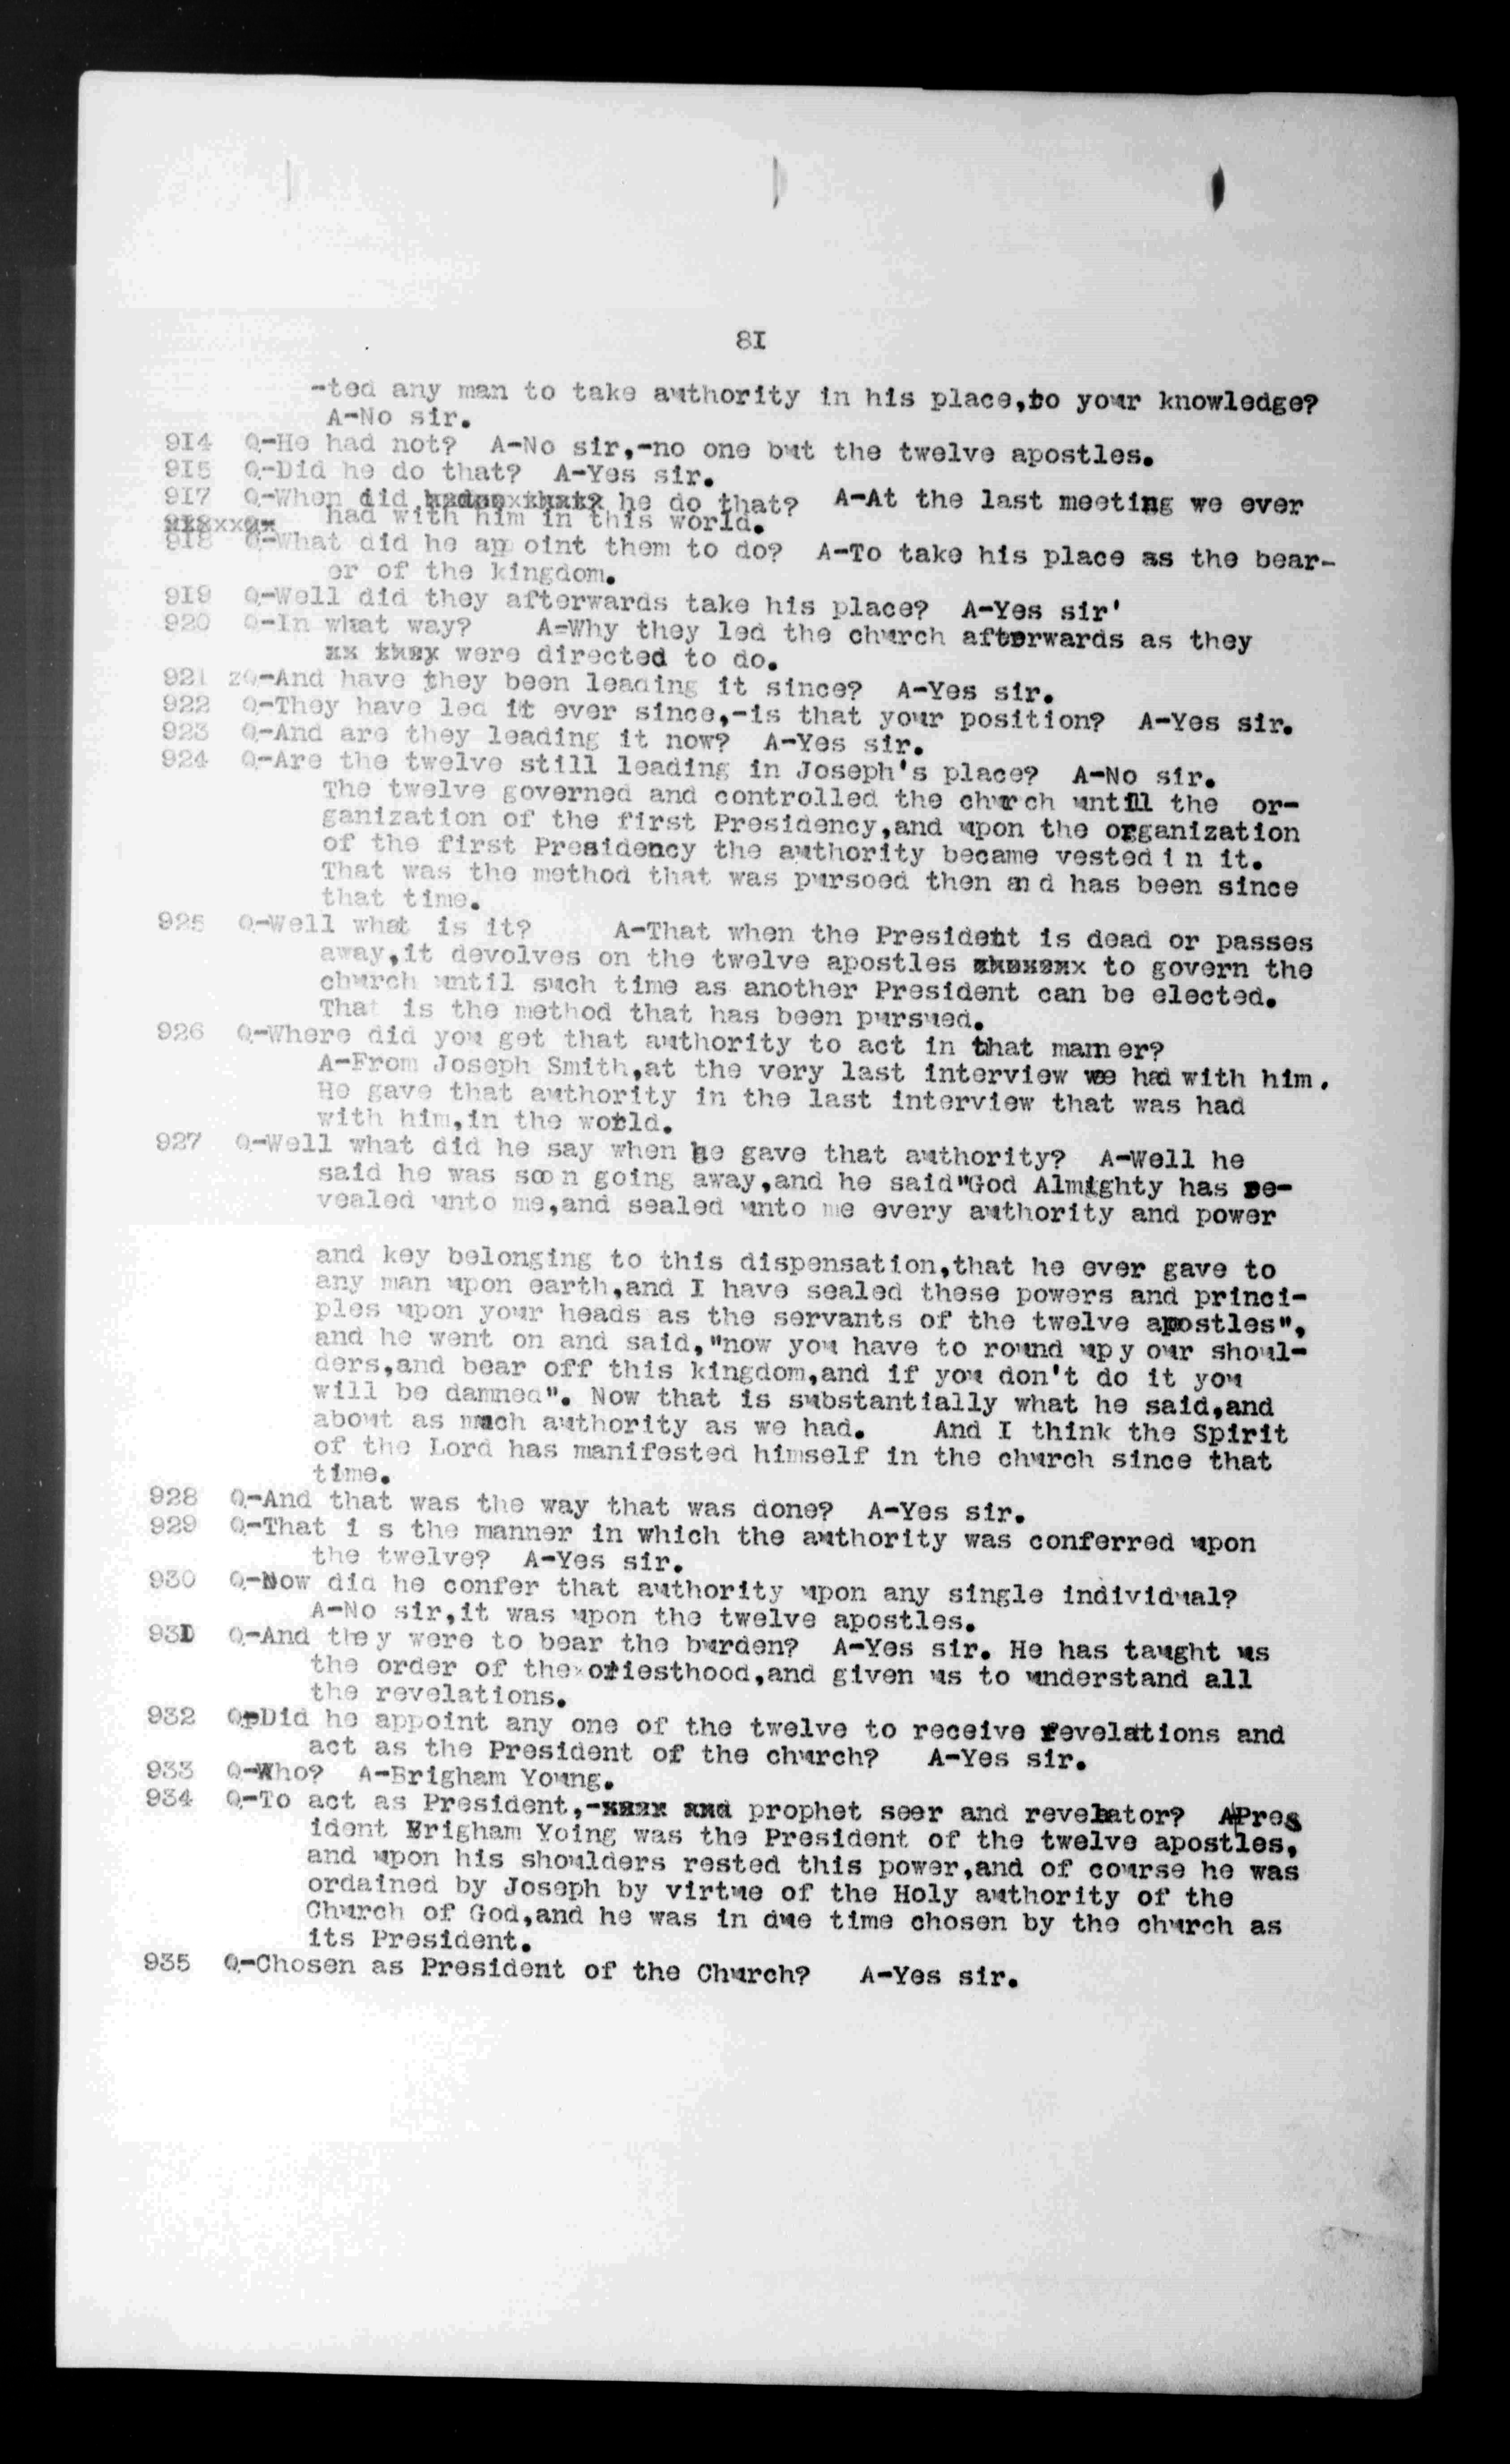 81
-ted any man to take authority in his place,to your knowledge?
A-No sir.
914 Q-He had not? A-No sir,-no one but the twelve apostles.
915 Q-Did he do that? A-Yes sir.
917 Q-When did he do that? A-At the last meeting we ever
had with him in this world.
918 Q-What did he ap oint them to do? A-To take his place as the bear-
er of the kingdom.
919 Q-Well did they afterwards take his place? A-Yes sir'
920 Q-In what way? A=Why they led the church afterwards as they
xx they were directed to do.
921 zQ-And have they been leading it since? A-Yes sir.
922 Q-They have led it ever since,-is that your position? A-Yes sir.
923 Q-And are they leading it now? A-Yes sir.
924 Q-Are the twelve still leading in Joseph's place? A-No sir.
The twelve governed and controlled the church until the or-
ganization of the first Presidency,and upon the organization
of the first Presidency the authority became vested i n it.
That was the method that was pursoed then an d has been since
that time.
925 Q-Well what is it? A-That when the President is dead or passes
away,it devolves on the twelve apostles to govern the
church until such time as another President can be elected.
That is the method that has been pursued.
926 Q-Where did you get that authority to act in that manner?
A-From Joseph Smith,at the very last interview we had with him.
He gave that authority in the last interview that was had
with him,in the world.
927 Q-Well what did he say when he gave that authority? A-Well he
said he was soon going away,and he said"God Almighty has re-
vealed unto me,and sealed unto me every authority and power
and key belonging to this dispensation,that he ever gave to
any man upon earth,and I have sealed these powers and princi-
ples upon your heads as the servants of the twelve apostles",
and he went on and said,"now you have to round up y our shoul-
ders,and bear off this kingdom,and if you don't do it you
will be damned". Now that is substantially what he said,and
about as much authority as we had. And I think the Spirit
of the Lord has manifested himself in the church since that
time.
928 Q-And that was the way that was done? A-Yes sir.
929 Q-That i s the manner in which the authority was conferred upon
the twelve? A-Yes sir.
930 Q-Now did he confer that authority upon any single individual?
A-No sir,it was upon the twelve apostles.
931 Q-And they were to bear the burden? A-Yes sir. He has taught us
the order of the oriesthood,and given us to understand all
the revelations.
932 Q-Did he appoint any one of the twelve to receive revelations and
act as the President of the church? A-Yes sir.
933 Q-Who? A-Brigham Young.
934 Q-To act as President,- prophet seer and revelator? A-Pres
ident Brigham Yoing was the President of the twelve apostles,
and upon his shoulders rested this power,and of course he was
ordained by Joseph by virtue of the Holy authority of the
Church of God,and he was in due time chosen by the church as
its President.
935 Q-Chosen as President of the Church? A-Yes sir.